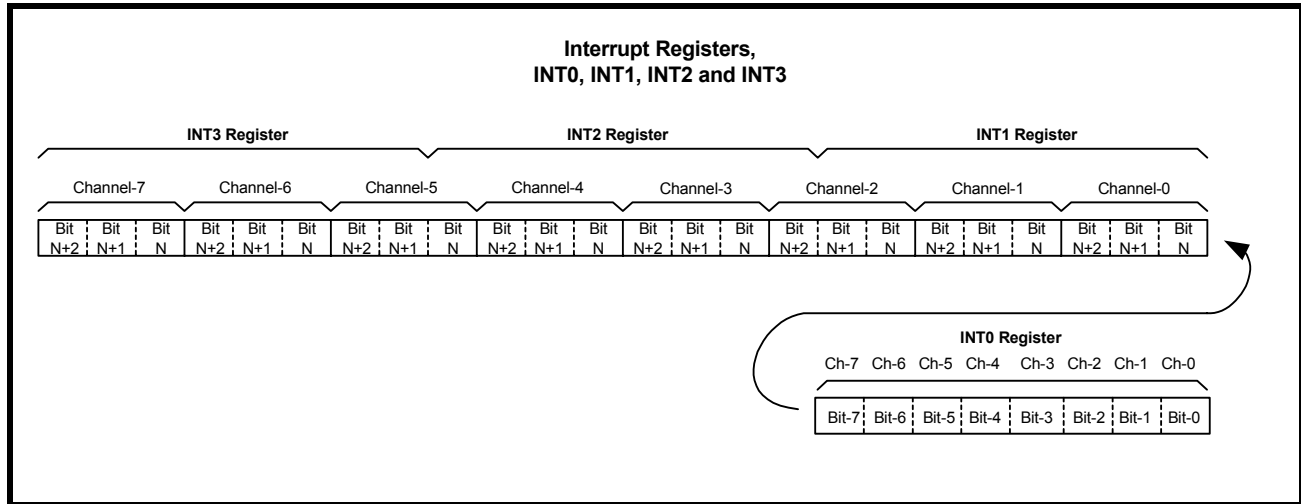 Interrupt Registers,
INT0, INT1, INT2 and INT3
INT3 Register INT2 Register INT1 Register
Channel-7 Channel-6 Channel-5 Channel-4 Channel-3 Channel-2 Channel-1 Channel-0
Bit Bit Bit Bit Bit Bit Bit Bit Bit Bit Bit Bit Bit Bit Bit Bit Bit Bit Bit Bit Bit Bit Bit Bit
N+2 N+1 N N+2 N+1 N N+2 N+1 N N+2 N+1 N N+2 N+1 N N+2 N+1 N N+2 N+1 N N+2 N+1 N
INT0 Register
Ch-7 Ch-6 Ch-5 Ch-4 Ch-3 Ch-2 Ch-1 Ch-0
Bit-7 Bit-6 Bit-5 Bit-4 Bit-3 Bit-2 Bit-1 Bit-0